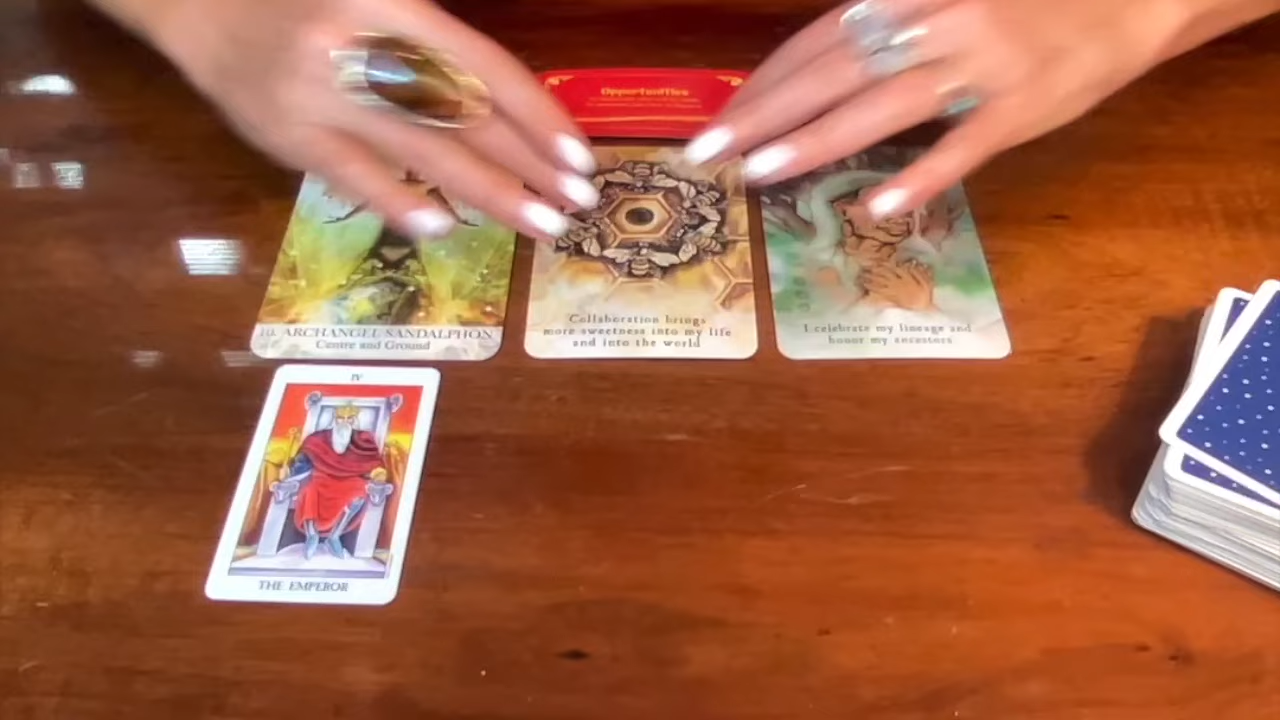 Opportunities
10. ARCHANGEL SANDALPHON
Centre and Ground
Collaboration brings
more sweetness into my life
and into the world
I celebrate my lineage and
honor my ancestors
IV
THE EMPEROR